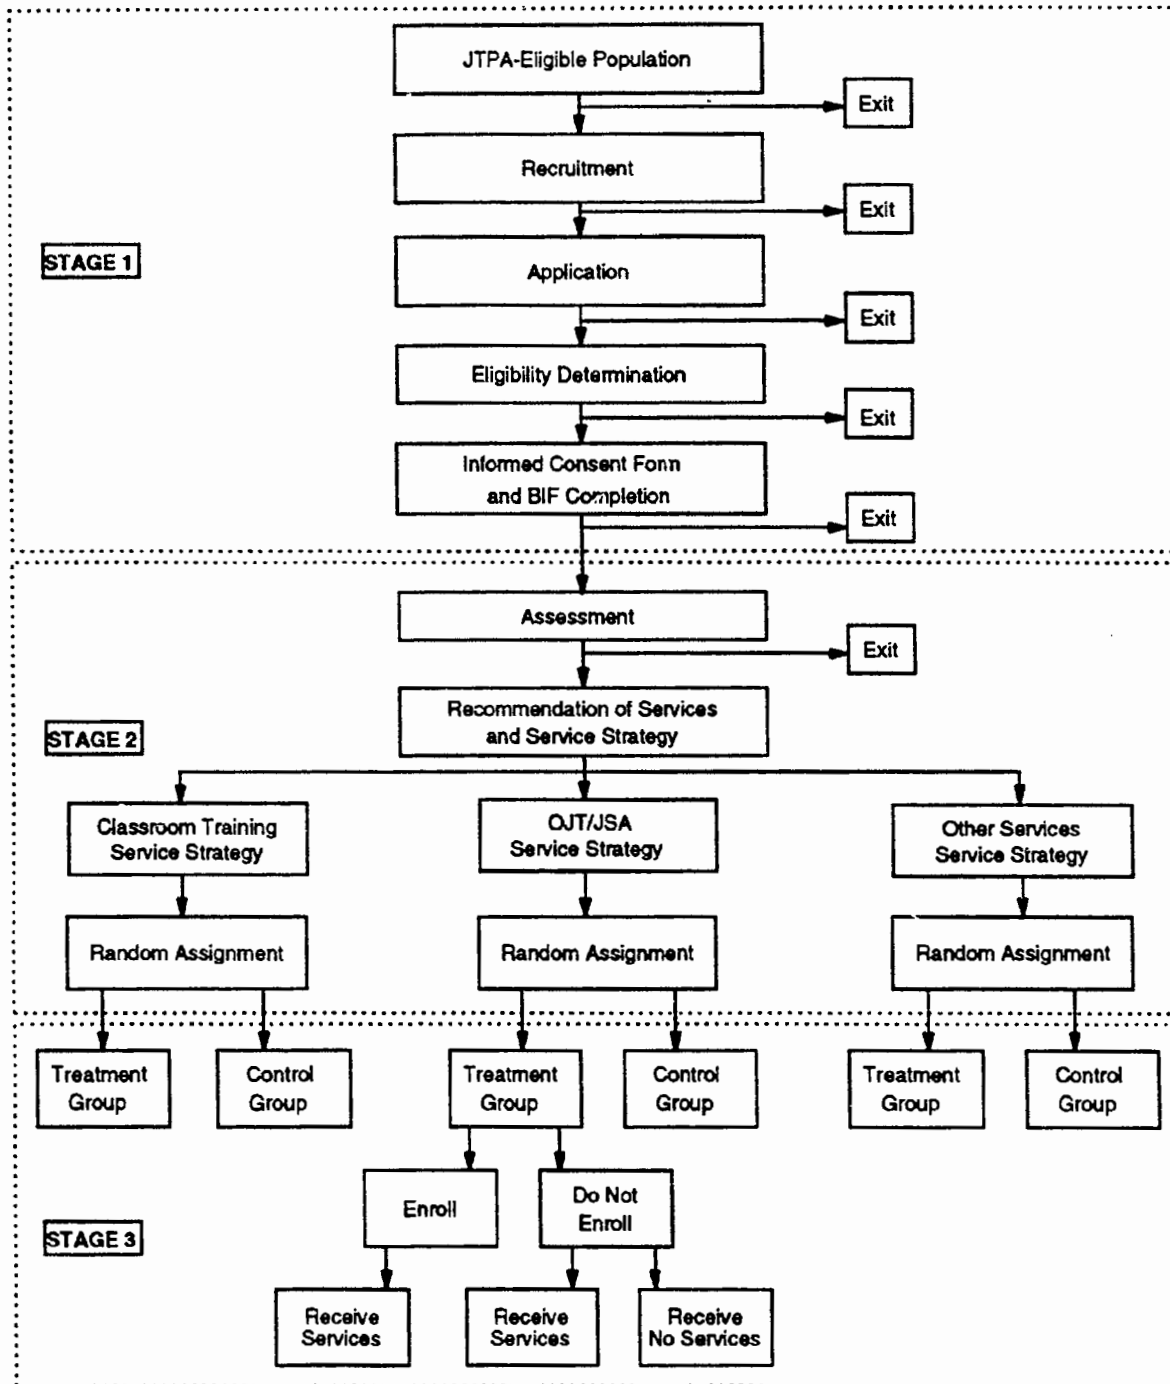 JTPA-Eligible Population
Exit
Recruitment
Exit
STAGE 1
Application
Exit
Eligibility Determination
Exit
Informed Consent Form
and BIF Completion
Exit
Assessment
Exit
Recommendation of Services
and Service Strategy
STAGE 2
Classroom Training
Service Strategy
OJT/JSA
Service Strategy
Other Services
Service Strategy
Random Assignment
Random Assignment
Random Assignment
Treatment
Group
Control
Group
Treatment
Group
Control
Group
Treatment
Group
Control
Group
Enroll
Do Not
Enroll
STAGE 3
Receive
Services
Receive
Services
Receive
No Services